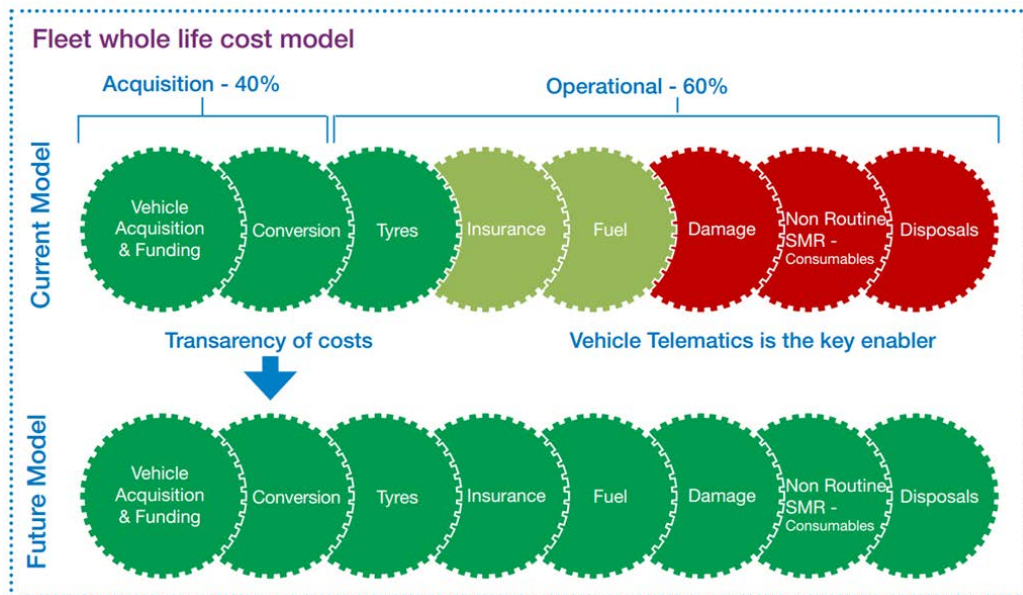 Fleet whole life cost model
Acquisition - 40%
Operational - 60%
Current Model
Vehicle
Acquisition
& Funding
Conversion
Tyres
Insurance
Fuel
Damage
Non Routine
SMR -
Consumables
Disposals
Transarency of costs
Vehicle Telematics is the key enabler
Future Model
Vehicle
Acquisition
& Funding
Conversion
Tyres
Insurance
Fuel
Damage
Non Routine
SMR -
Consumables
Disposals